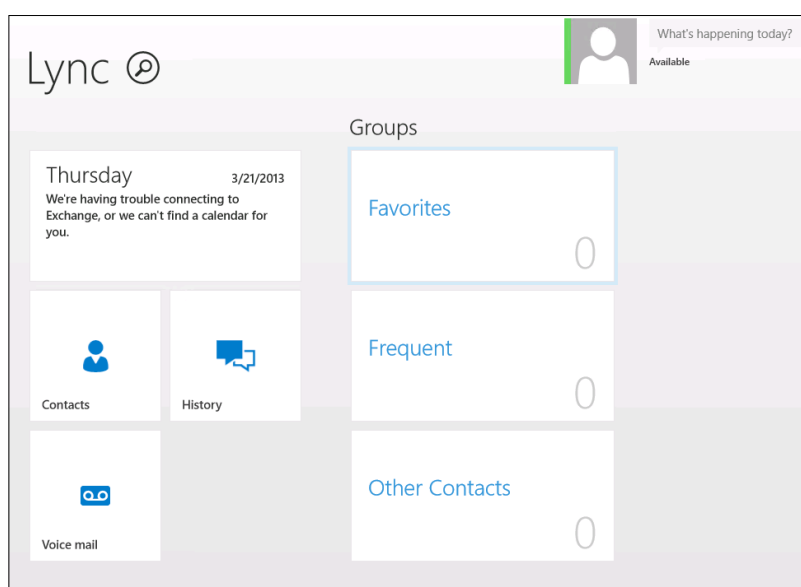 Lync
What's happening today?
Available
Groups
Thursday
3/21/2013
We're having trouble connecting to
Exchange, or we can't find a calendar for
you.
Favorites
0
Contacts
History
Frequent
0
Voice mail
Other Contacts
0